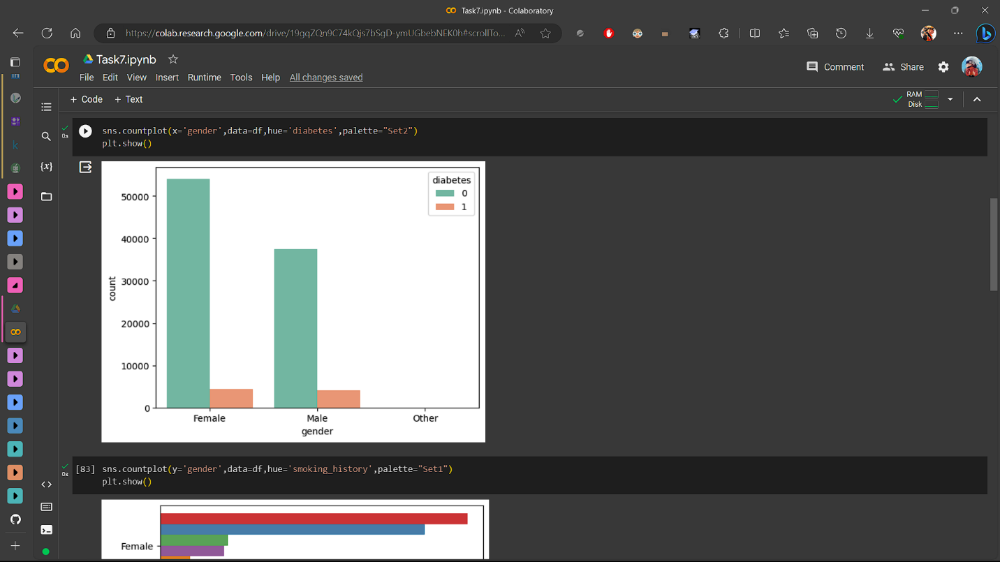 Task7.ipynb - Colaboratory
https://colab.research.google.com/drive/19gqZQn9C74kQjs7bSgD-ymUGbebNEK0h#scrollTo...
Task7.ipynb
File Edit View Insert Runtime Tools Help All changes saved
Comment Share
+ Code + Text
RAM
Disk
0s
sns.countplot(x='gender',data=df,hue='diabetes',palette="Set2")
plt.show()
diabetes
0
1
50000
40000
30000
20000
10000
0
count
Female Male Other
gender
0s
[83] sns.countplot(y='gender',data=df,hue='smoking_history',palette="Set1")
plt.show()
Female